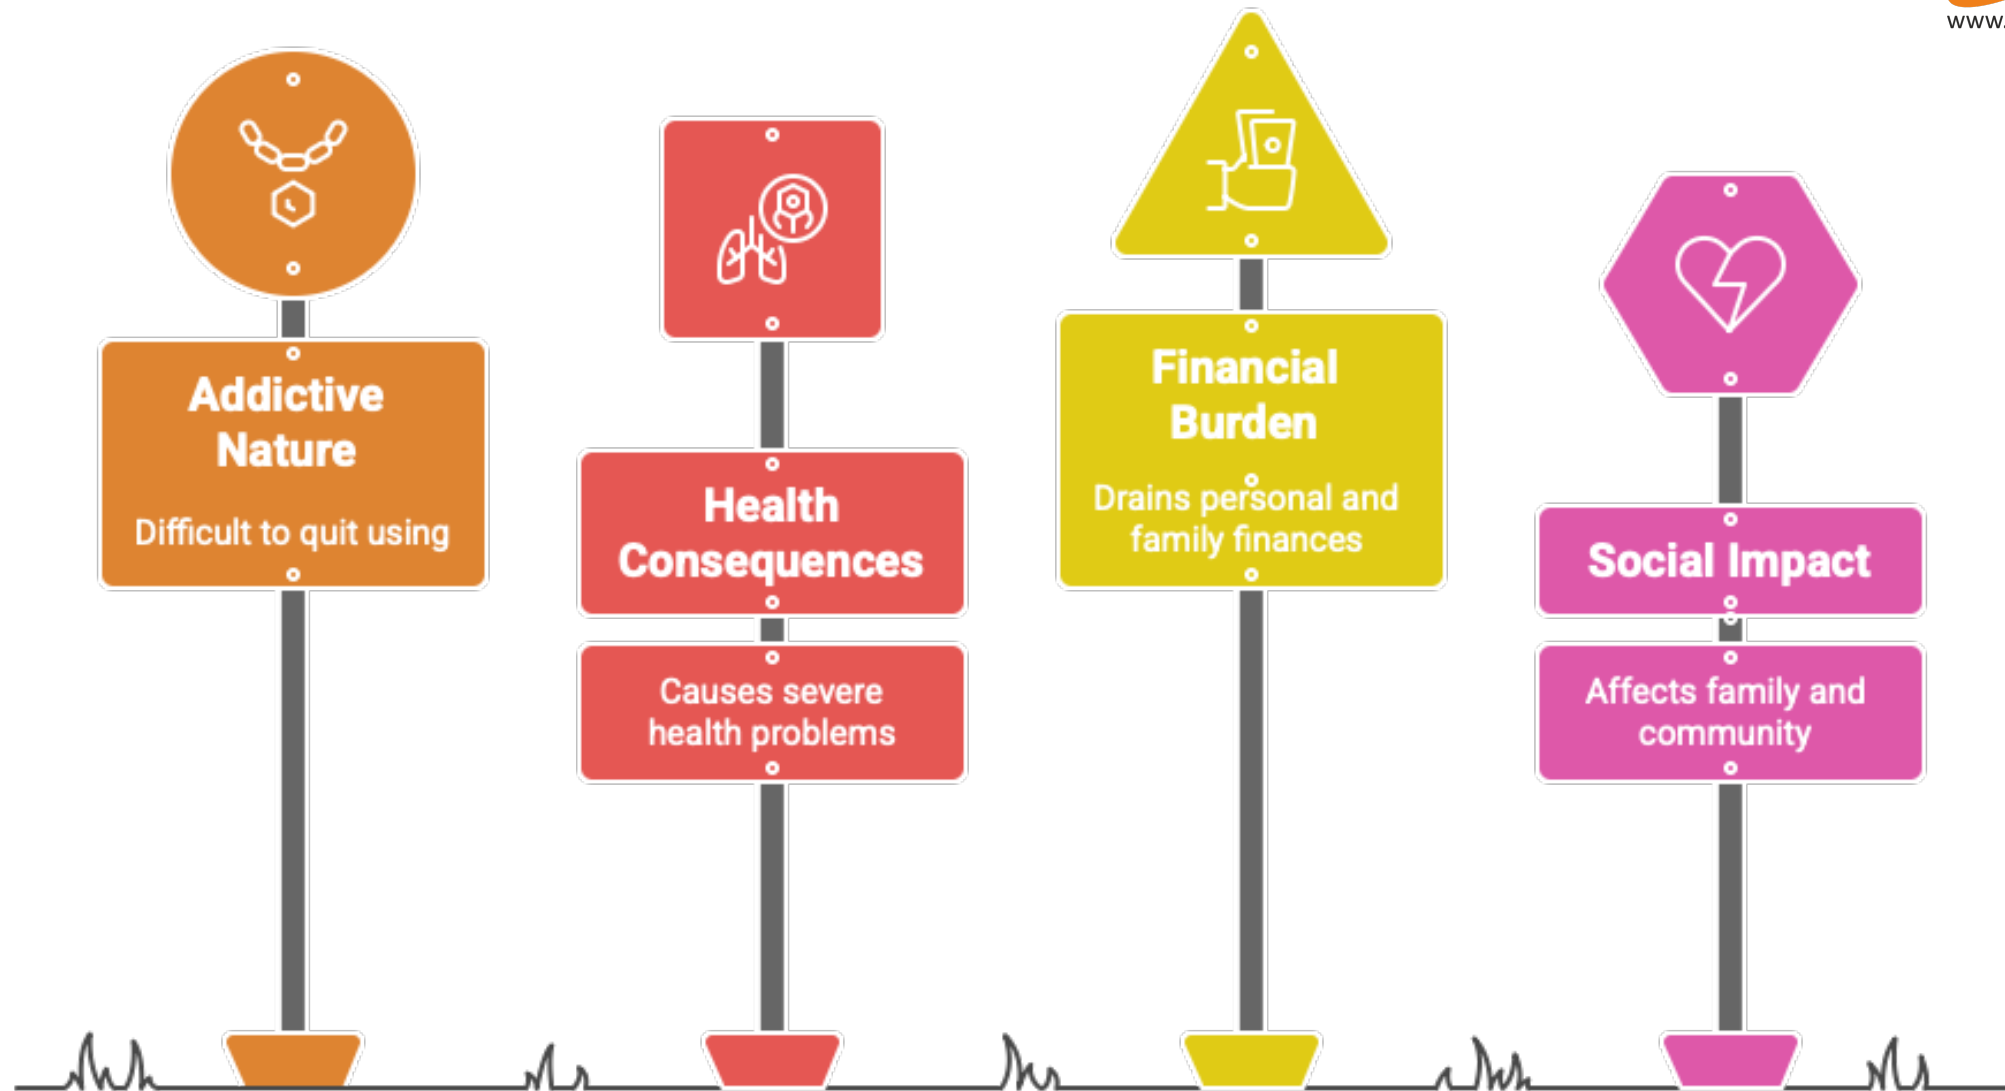 www.
Addictive
Nature
Difficult to quit using
Health
Consequences
Causes severe
health problems
Financial
Burden
Drains personal and
family finances
Social Impact
Affects family and
community